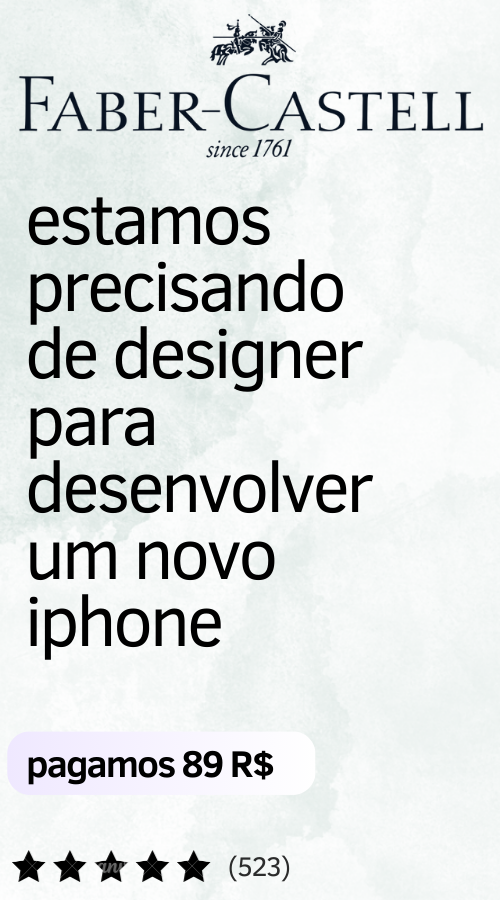 FABER-CASTELL
since 1761
estamos
precisando
de designer
para
desenvolver
um novo
iphone
pagamos 89 R$
(523)